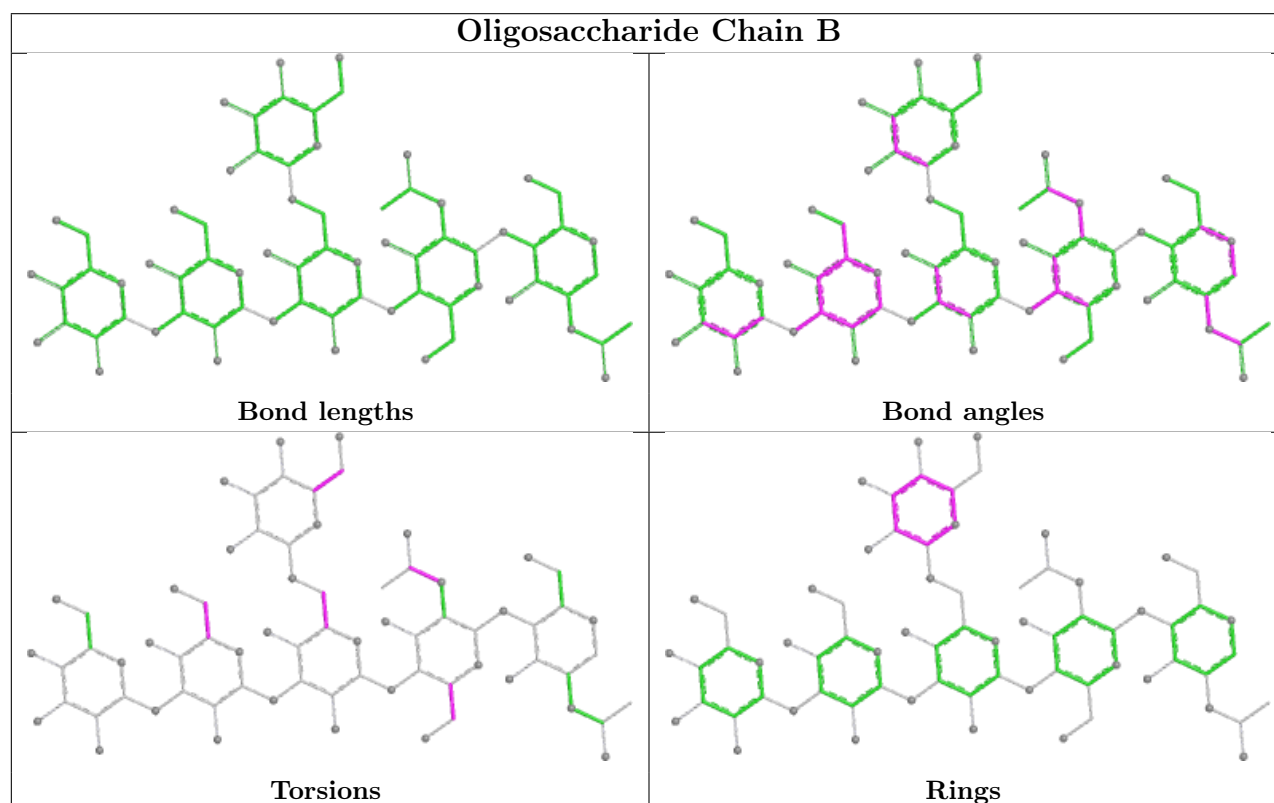 Oligosaccharide Chain B
Bond lengths
Bond angles
Torsions
Rings